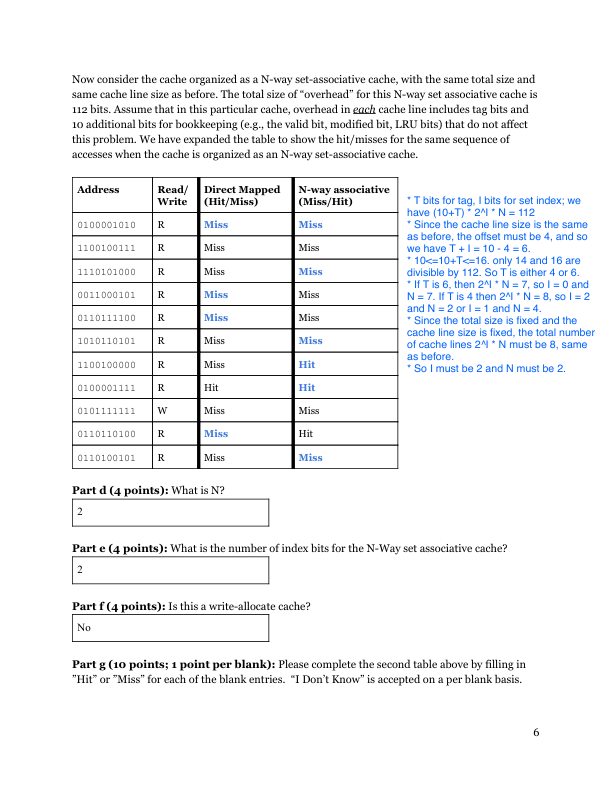 Now consider the cache organized as a N-way set-associative cache, with the same total size and
same cache line size as before. The total size of “overhead” for this N-way set associative cache is
112 bits. Assume that in this particular cache, overhead in each cache line includes tag bits and
10 additional bits for bookkeeping (e.g., the valid bit, modified bit, LRU bits) that do not affect
this problem. We have expanded the table to show the hit/misses for the same sequence of
accesses when the cache is organized as an N-way set-associative cache.
Address Read/ Direct Mapped N-way associative
Write (Hit/Miss) (Miss/Hit)
0100001010 R Miss Miss
1100100111 R Miss Miss
1110101000 R Miss Miss
0011000101 R Miss Miss
0110111100 R Miss Miss
1010110101 R Miss Miss
1100100000 R Miss Hit
0100001111 R Hit Hit
0101111111 W Miss Miss
0110110100 R Miss Hit
0110100101 R Miss Miss
* T bits for tag, I bits for set index; we
have (10+T) * 2^I * N = 112
* Since the cache line size is the same
as before, the offset must be 4, and so
we have T + I = 10 - 4 = 6.
* 10<=10+T<=16. only 14 and 16 are
divisible by 112. So T is either 4 or 6.
* If T is 6, then 2^I * N = 7, so I = 0 and
N = 7. If T is 4 then 2^I * N = 8, so I = 2
and N = 2 or I = 1 and N = 4.
* Since the total size is fixed and the
cache line size is fixed, the total number
of cache lines 2^I * N must be 8, same
as before.
* So I must be 2 and N must be 2.
Part d (4 points): What is N?
2
Part e (4 points): What is the number of index bits for the N-Way set associative cache?
2
Part f (4 points): Is this a write-allocate cache?
No
Part g (10 points; 1 point per blank): Please complete the second table above by filling in
”Hit” or ”Miss” for each of the blank entries. “I Don’t Know” is accepted on a per blank basis.
6